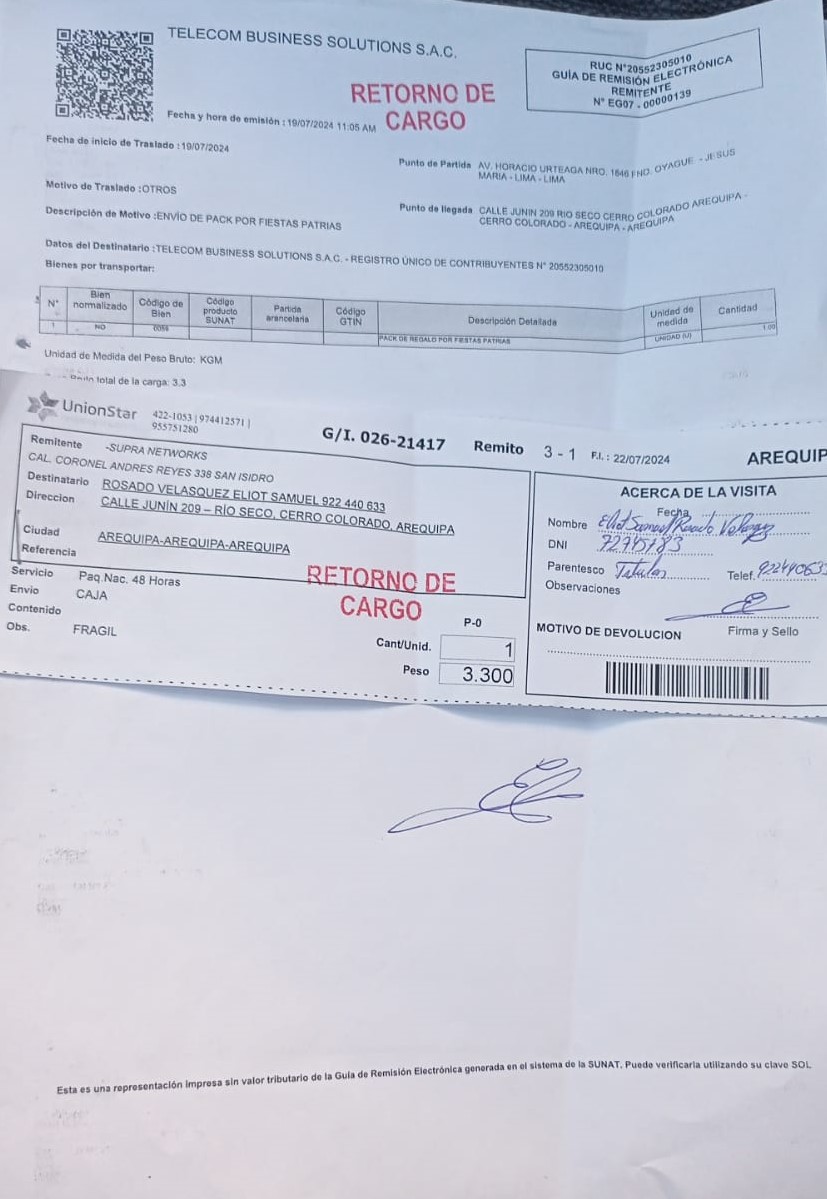 TELECOM BUSINESS SOLUTIONS S.A.C.
RUC N°20552305010
GUÍA DE REMISIÓN ELECTRÓNICA
REMITENTE
N° EG07 - 00000139
RETORNO DE
CARGO
Fecha y hora de emisión : 19/07/2024 11:05 AM
Fecha de inicio de Traslado : 19/07/2024
Punto de Partida AV. HORACIO URTEAGA NRO. 1646 FND. OYAGUE - JESUS
MARIA - LIMA - LIMA
Motivo de Traslado :OTROS
Punto de llegada CALLE JUNIN 209 RIO SECO CERRO COLORADO AREQUIPA -
CERRO COLORADO - AREQUIPA - AREQUIPA
Descripción de Motivo :ENVÍO DE PACK POR FIESTAS PATRIAS
Datos del Destinatario :TELECOM BUSINESS SOLUTIONS S.A.C. - REGISTRO ÚNICO DE CONTRIBUYENTES N° 20552305010
Bienes por transportar:
N° Bien normalizado Código de Bien Código producto SUNAT Partida arancelaria Código GTIN Descripción Detallada Unidad de medida Cantidad
1 NO PACK DE REGALO POR FIESTAS PATRIAS UNIDAD (U) 1.00
Unidad de Medida del Peso Bruto: KGM
total de la carga: 3.3
UnionStar 422-1053 | 974412571 |
955751280
G/I. 026-21417 Remito 3 - 1 F.I. : 22/07/2024 AREQUIP
Remitente -SUPRA NETWORKS
CAL. CORONEL ANDRES REYES 338 SAN ISIDRO
Destinatario ROSADO VELASQUEZ ELIOT SAMUEL 922 440 633
Direccion CALLE JUNÍN 209 – RÍO SECO, CERRO COLORADO, AREQUIPA
Ciudad AREQUIPA-AREQUIPA-AREQUIPA
Referencia
Servicio Paq.Nac. 48 Horas
Envio CAJA
Contenido
Obs. FRAGIL
RETORNO DE
CARGO
P-0
Cant/Unid. 1
Peso 3.300
ACERCA DE LA VISITA
Fecha
Nombre Eliot Samuel Rosado Velasquez
DNI 72745183
Parentesco Titular Telef. 92244063
Observaciones
MOTIVO DE DEVOLUCION Firma y Sello
Esta es una representación impresa sin valor tributario de la Guía de Remisión Electrónica generada en el sistema de la SUNAT. Puede verificarla utilizando su clave SOL